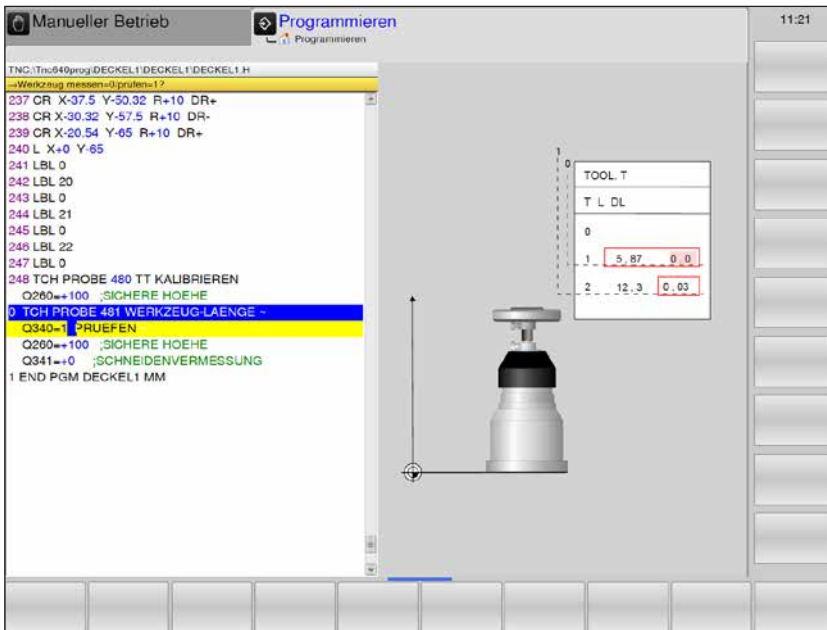 Manueller Betrieb
Programmieren
Programmieren
11:21
TNC:\Tnc640prog\DECKEL1\DECKEL1\DECKEL1.H
→Werkzeug messen=0/prüfen=1?
237 CR X-37.5 Y-50.32 R+10 DR+
238 CR X-30.32 Y-57.5 R+10 DR-
239 CR X-20.54 Y-65 R+10 DR+
240 L X+0 Y-65
241 LBL 0
242 LBL 20
243 LBL 0
244 LBL 21
245 LBL 0
246 LBL 22
247 LBL 0
248 TCH PROBE 480 TT KALIBRIEREN
Q260=+100 ;SICHERE HOEHE
0 TCH PROBE 481 WERKZEUG-LAENGE ~
Q340=1 PRUEFEN ~
Q260=+100 ;SICHERE HOEHE
Q341=+0 ;SCHNEIDENVERMESSUNG
1 END PGM DECKEL1 MM
1
0
TOOL.T
T L DL
0
1 5,87 0.0
2 12,3 0,03